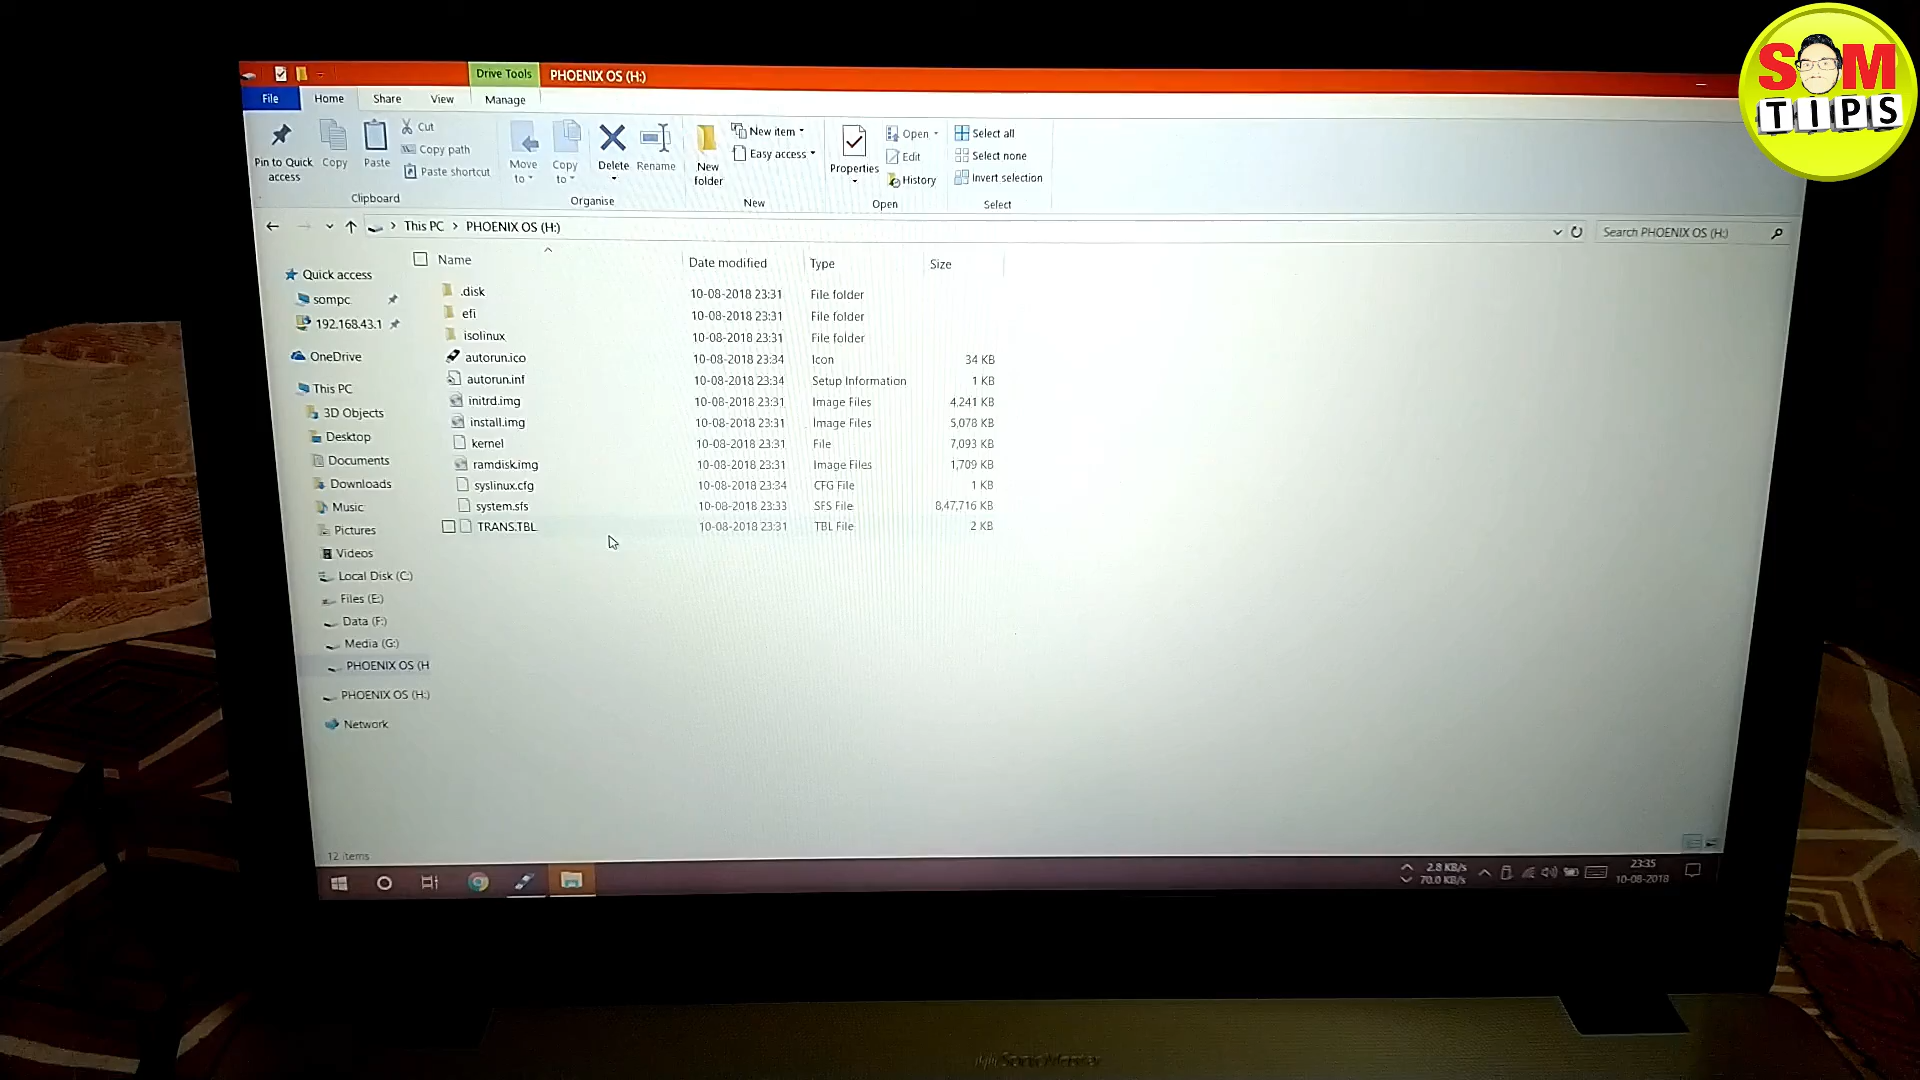 SOM
TIPS
Drive Tools
PHOENIX OS (H:)
File
Home
Share
View
Manage
Pin to Quick access
Copy
Paste
Cut
Copy path
Paste shortcut
Clipboard
Move to
Copy to
Delete
Rename
Organise
New folder
New item
Easy access
New
Properties
Open
Edit
History
Open
Select all
Select none
Invert selection
Select
This PC > PHOENIX OS (H:)
Search PHOENIX OS (H:)
Name Date modified Type Size
.disk 10-08-2018 23:31 File folder
efi 10-08-2018 23:31 File folder
isolinux 10-08-2018 23:31 File folder
autorun.ico 10-08-2018 23:34 Icon 34 KB
autorun.inf 10-08-2018 23:34 Setup Information 1 KB
initrd.img 10-08-2018 23:31 Image Files 4,241 KB
install.img 10-08-2018 23:31 Image Files 5,078 KB
kernel 10-08-2018 23:31 File 7,093 KB
ramdisk.img 10-08-2018 23:31 Image Files 1,709 KB
syslinux.cfg 10-08-2018 23:34 CFG File 1 KB
system.sfs 10-08-2018 23:33 SFS File 8,47,716 KB
TRANS.TBL 10-08-2018 23:31 TBL File 2 KB
Quick access
sompc
192.168.43.1
OneDrive
This PC
3D Objects
Desktop
Documents
Downloads
Music
Pictures
Videos
Local Disk (C:)
Files (E:)
Data (F:)
Media (G:)
PHOENIX OS (H
PHOENIX OS (H:)
Network
12 items
2.8 KB/s
70.0 KB/s
23:35
10-08-2018
SonicMaster